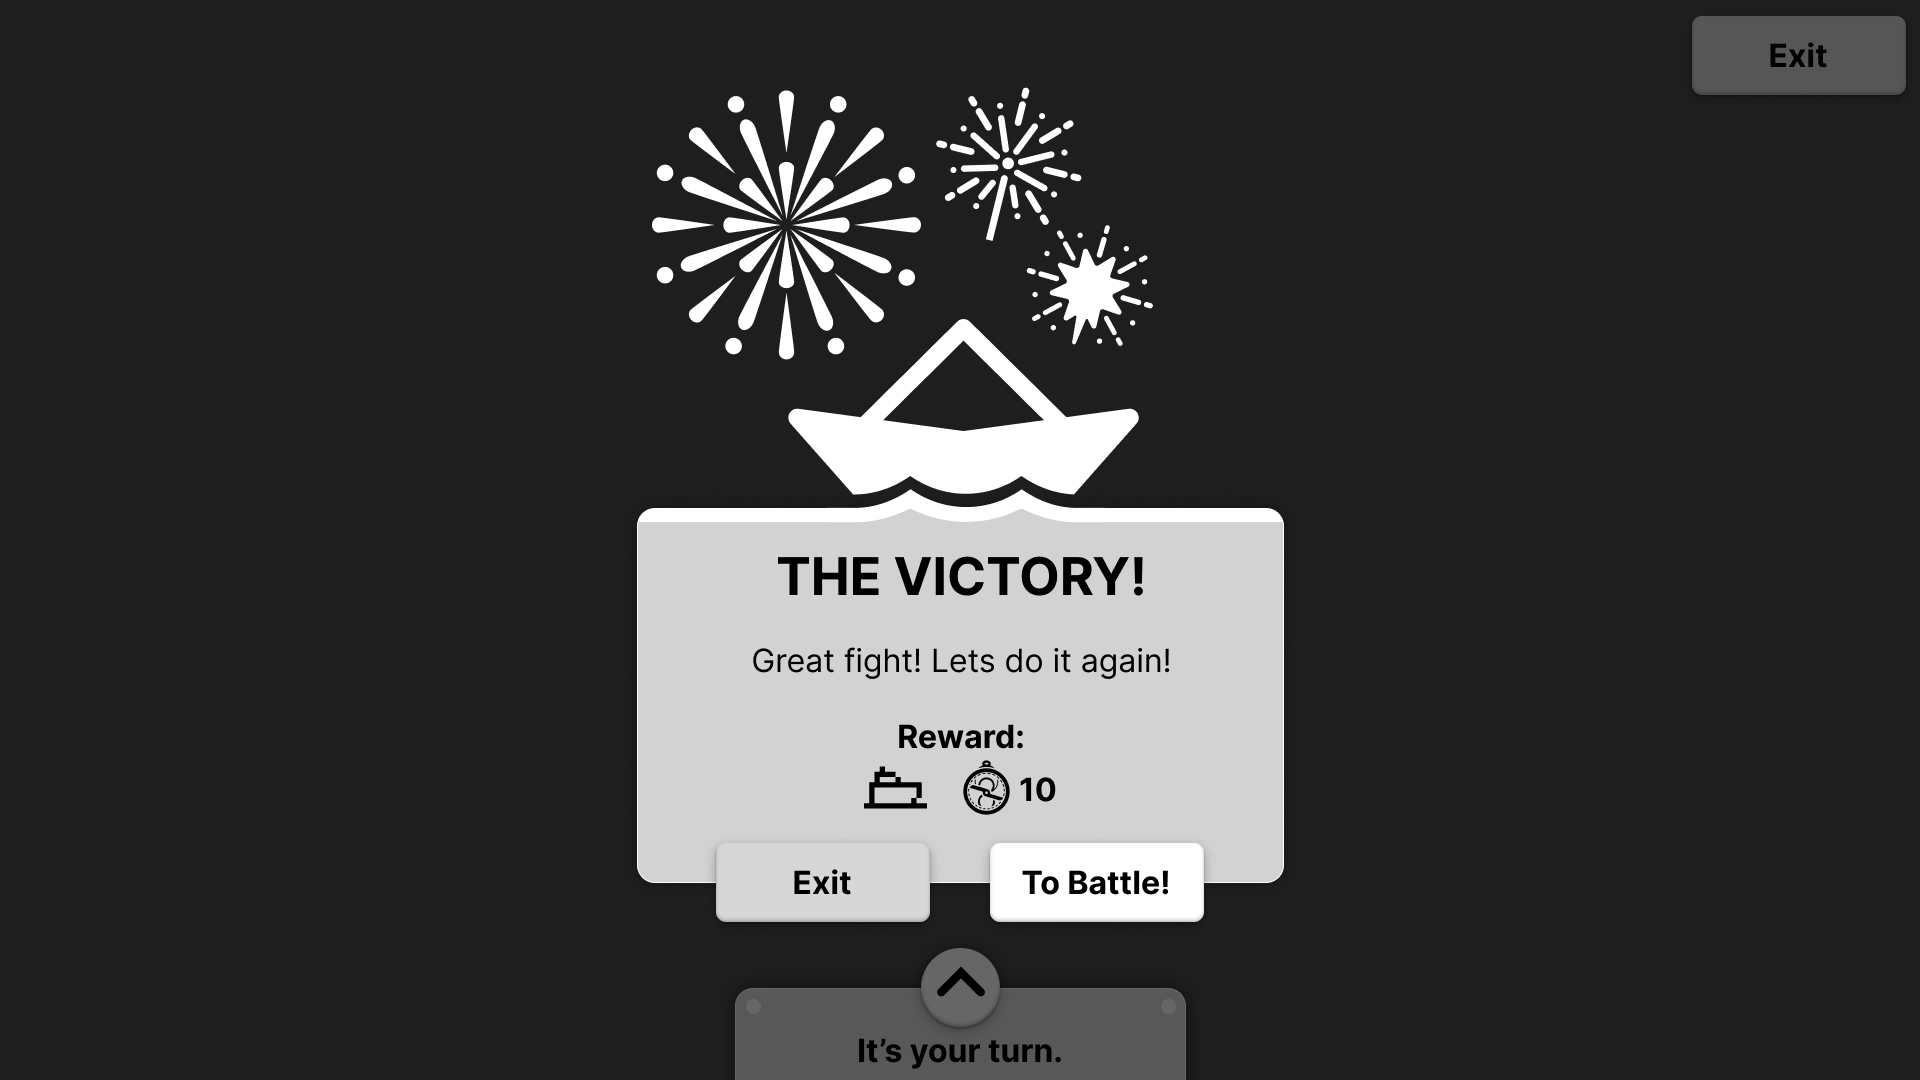 Exit
THE VICTORY!
Great fight! Lets do it again!
Reward:
10
Exit
To Battle!
It’s your turn.